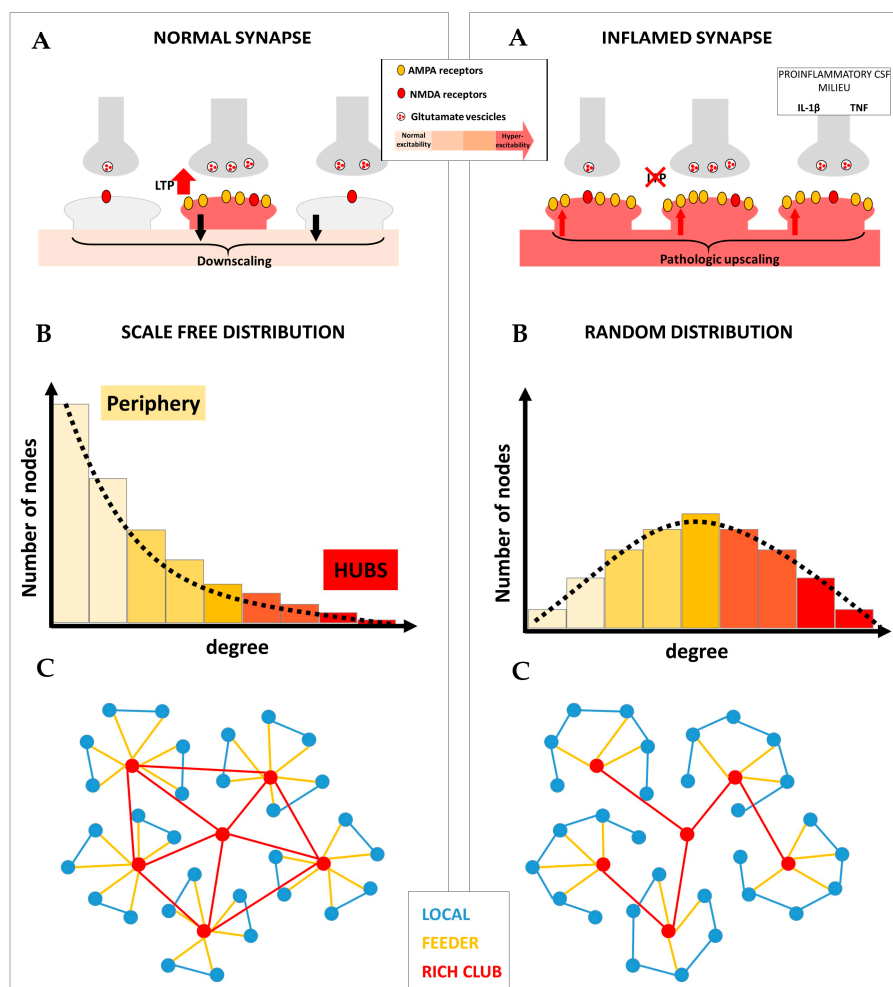 A
NORMAL SYNAPSE
AMPA receptors
NMDA receptors
Gltutamate vescicles
Normal
excitability
Hyper-
excitability
LTP
Downscaling
A
INFLAMED SYNAPSE
PROINFLAMMATORY CSF
MILIEU
IL-1β TNF
LTP
Pathologic upscaling
B
SCALE FREE DISTRIBUTION
Periphery
HUBS
Number of nodes
degree
B
RANDOM DISTRIBUTION
Number of nodes
degree
C
C
LOCAL
FEEDER
RICH CLUB